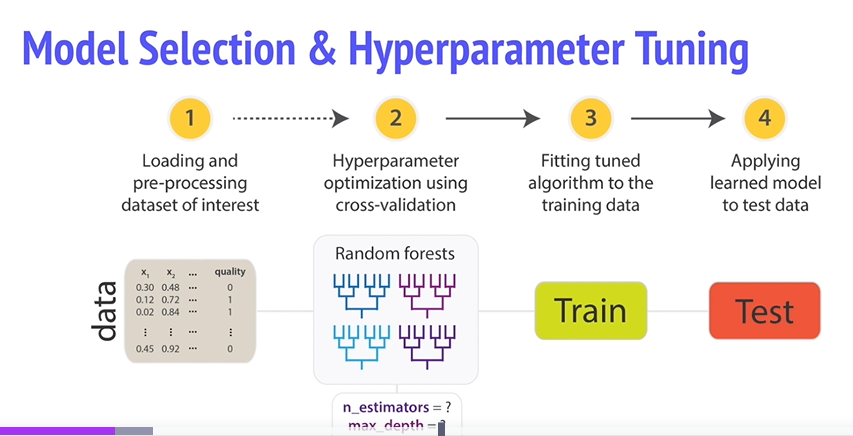 Model Selection & Hyperparameter Tuning
1
2
3
4
Loading and
pre-processing
dataset of interest
Hyperparameter
optimization using
cross-validation
Fitting tuned
algorithm to the
training data
Applying
learned model
to test data
data
x1 x2 ... quality
0.30 0.48 ... 0
0.12 0.72 ... 1
0.02 0.84 ... 1
⋮ ⋮ ... ⋮
0.45 0.92 ... 0
Random forests
Train
Test
n_estimators = ?
max_depth = ?